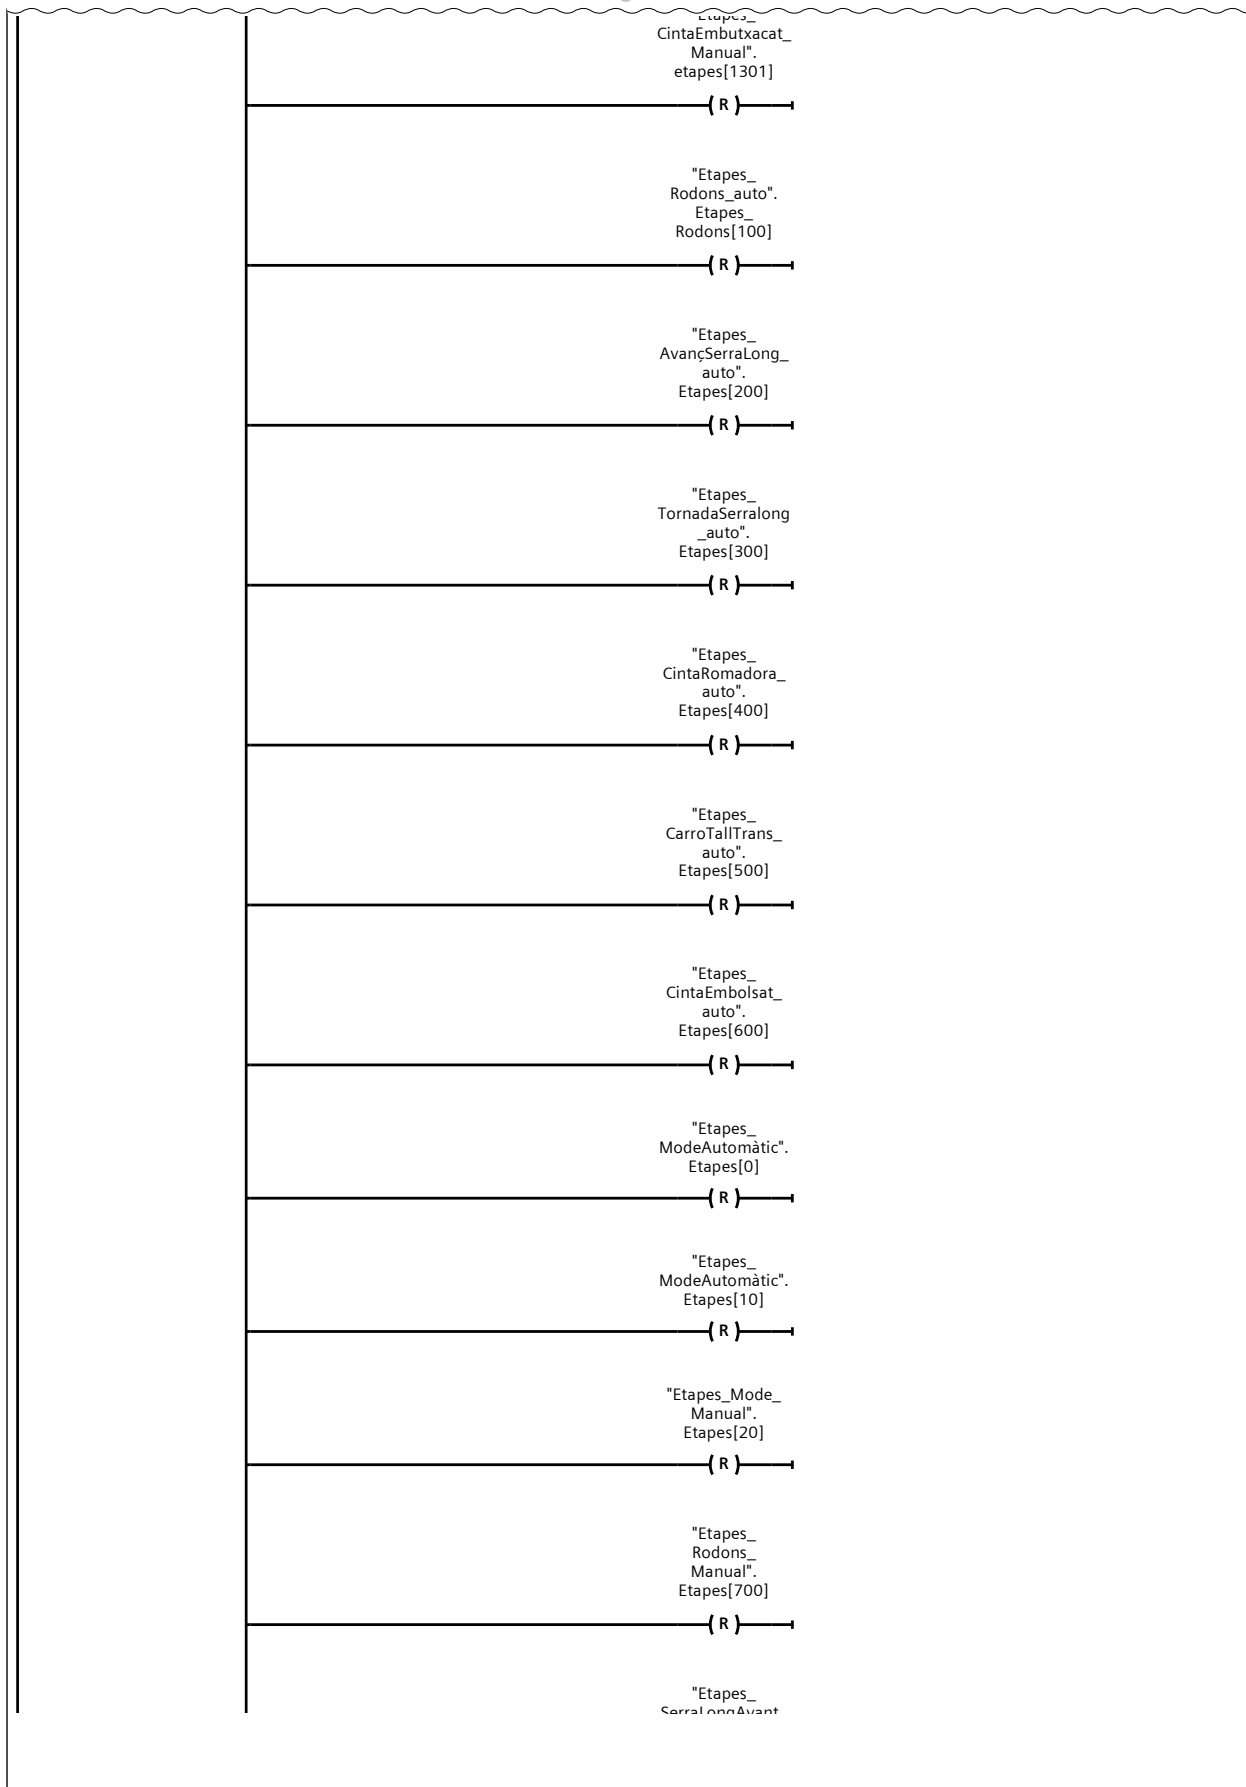 "Etapes_
CintaEmbutxacat_
Manual".
etapes[1301]
( R )
"Etapes_
Rodons_auto".
Etapes_
Rodons[100]
( R )
"Etapes_
AvançSerraLong_
auto".
Etapes[200]
( R )
"Etapes_
TornadaSerralong
_auto".
Etapes[300]
( R )
"Etapes_
CintaRomadora_
auto".
Etapes[400]
( R )
"Etapes_
CarroTallTrans_
auto".
Etapes[500]
( R )
"Etapes_
CintaEmbolsat_
auto".
Etapes[600]
( R )
"Etapes_
ModeAutomàtic".
Etapes[0]
( R )
"Etapes_
ModeAutomàtic".
Etapes[10]
( R )
"Etapes_Mode_
Manual".
Etapes[20]
( R )
"Etapes_
Rodons_
Manual".
Etapes[700]
( R )
"Etapes_
SerraLongAvant